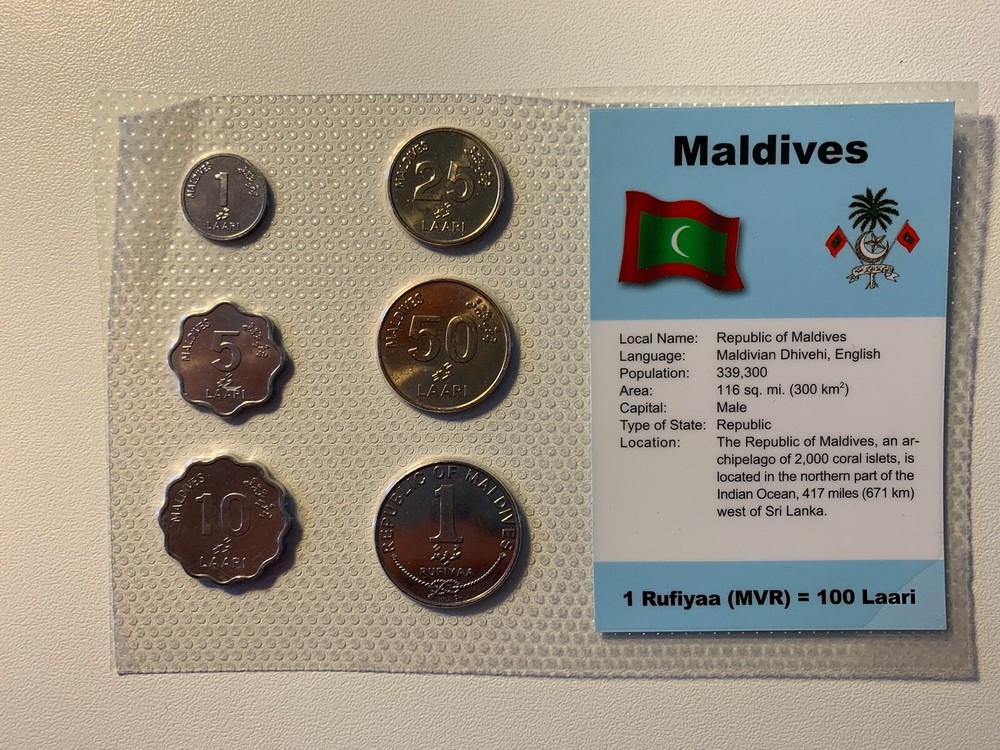 MALDIVES
1
LAARI
MALDIVES
25
LAARI
MALDIVES
5
LAARI
MALDIVES
50
LAARI
MALDIVES
10
LAARI
REPUBLIC OF MALDIVES
1
RUFIYAA
Maldives
Local Name: Republic of Maldives
Language: Maldivian Dhivehi, English
Population: 339,300
Area: 116 sq. mi. (300 km²)
Capital: Male
Type of State: Republic
Location: The Republic of Maldives, an ar-
chipelago of 2,000 coral islets, is
located in the northern part of the
Indian Ocean, 417 miles (671 km)
west of Sri Lanka.
1 Rufiyaa (MVR) = 100 Laari